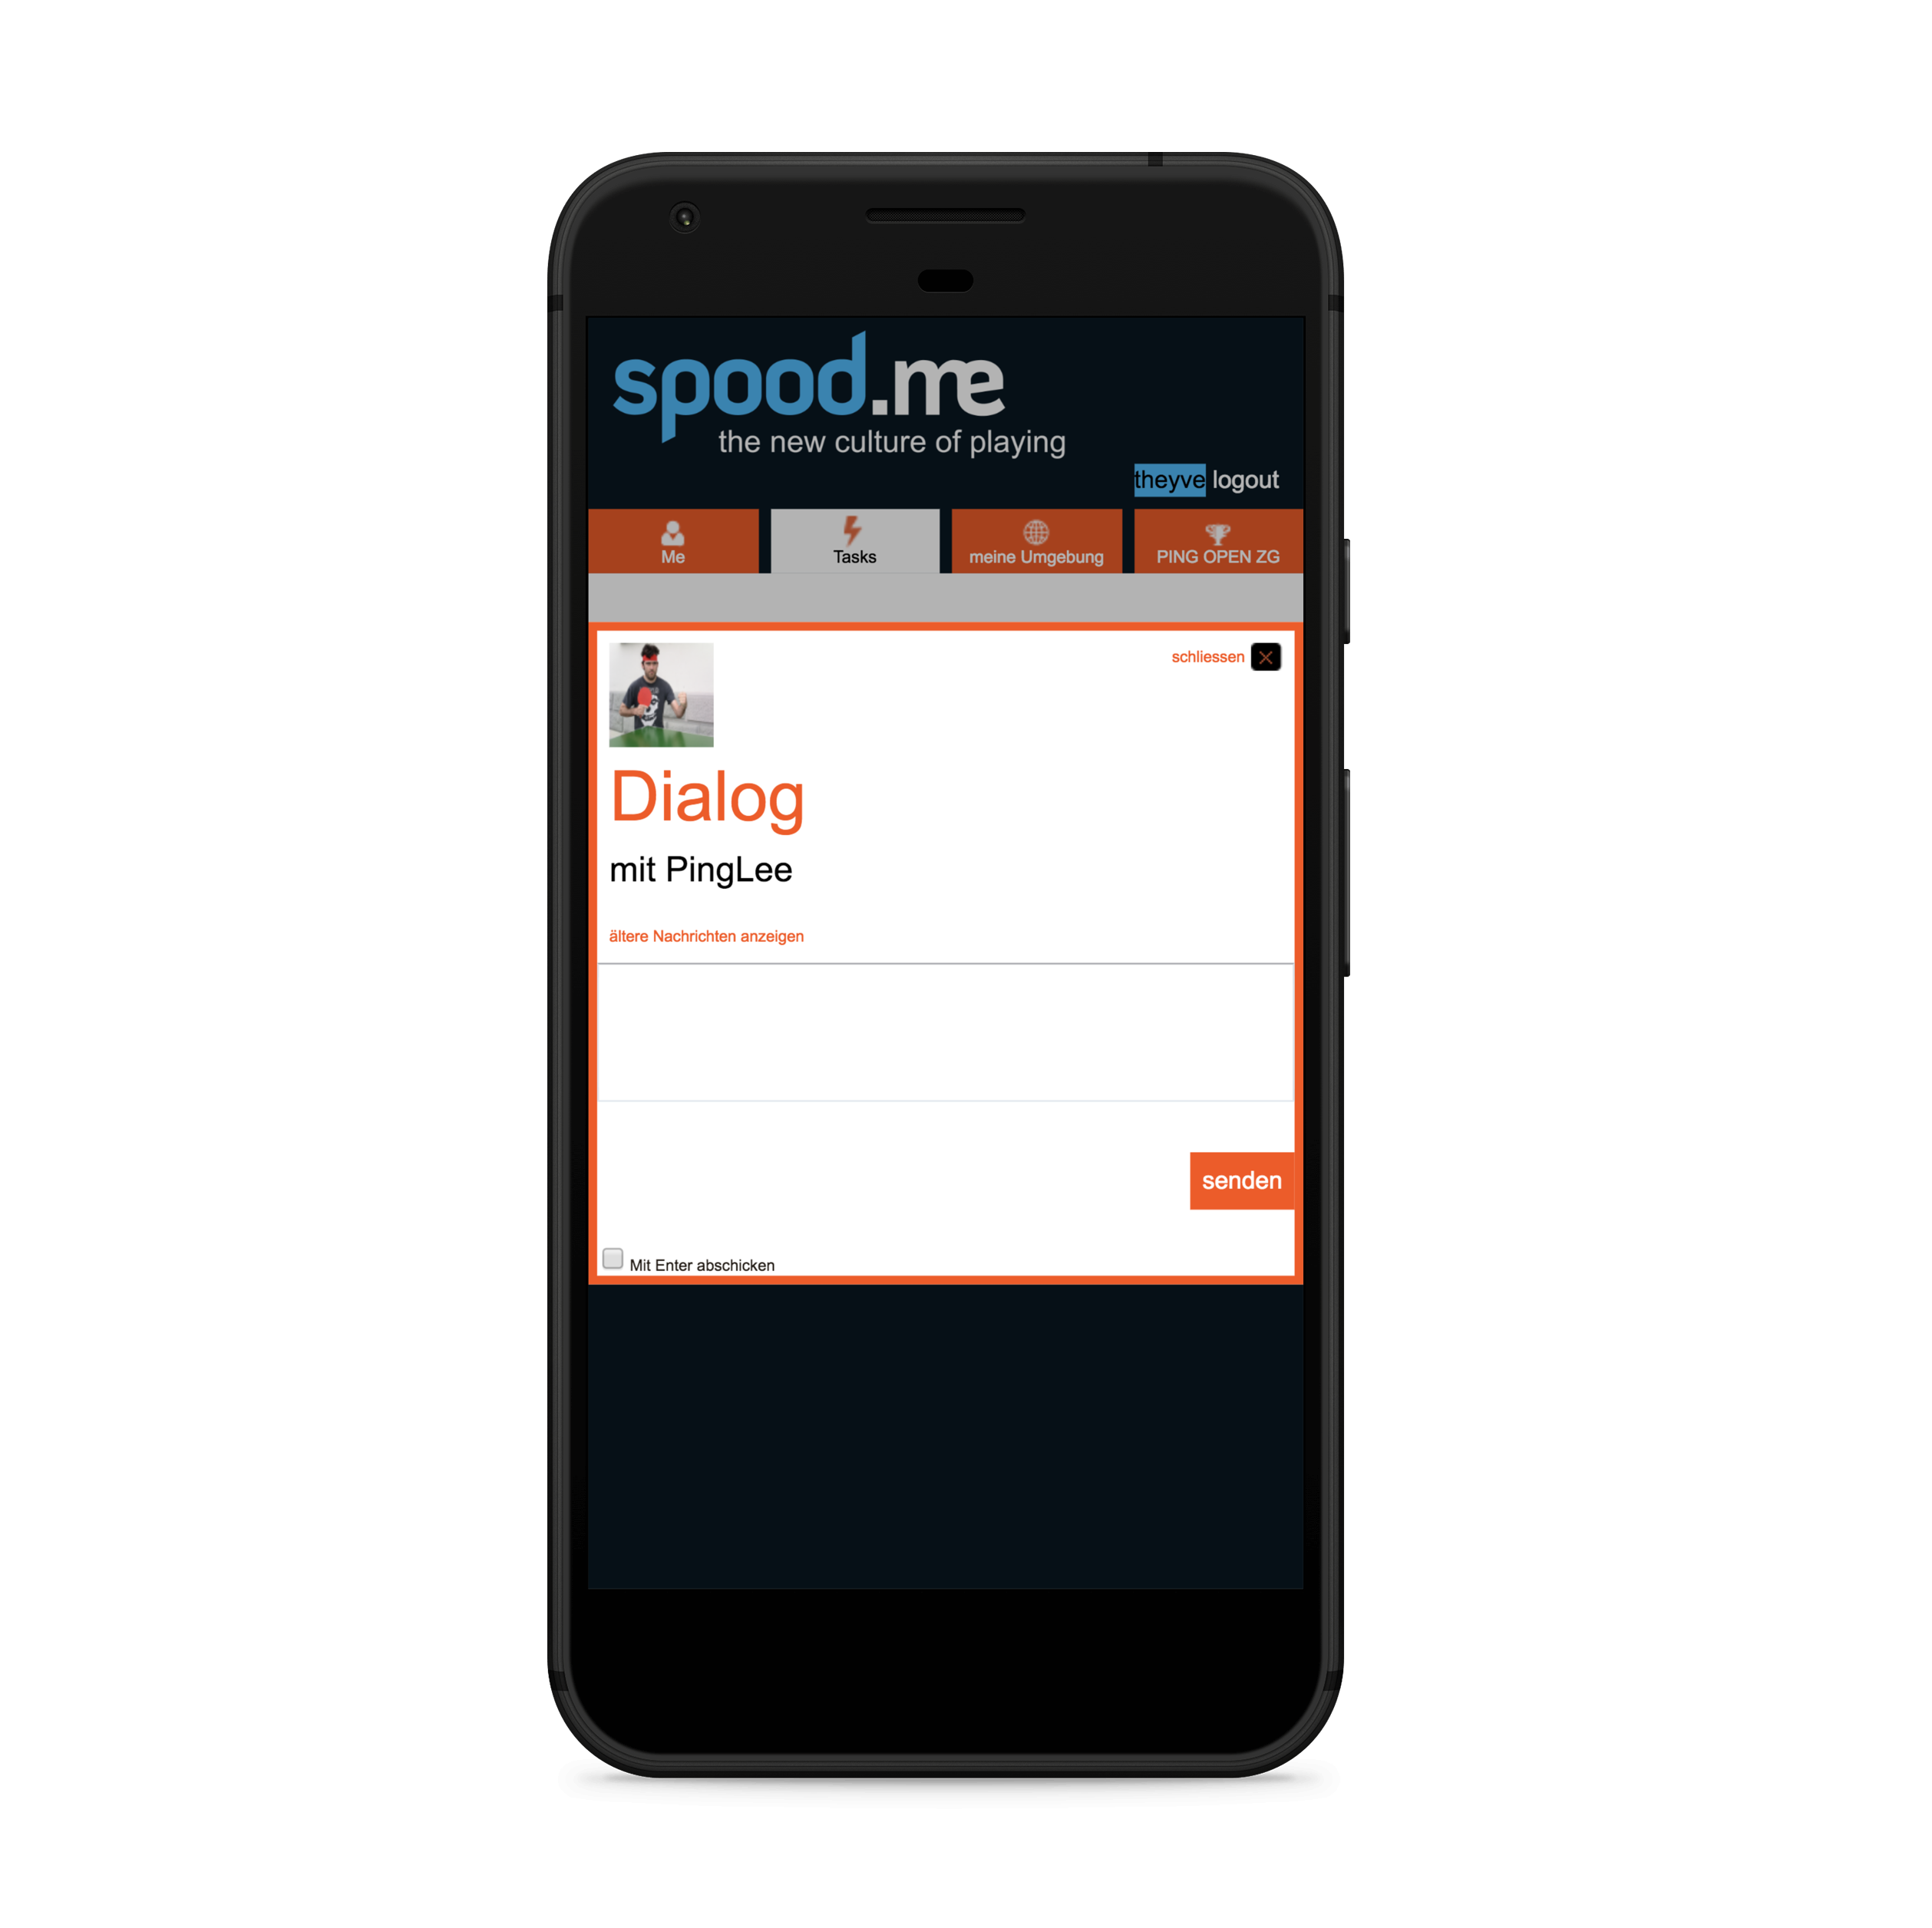 spood.me
the new culture of playing
theyve logout
Me
Tasks
meine Umgebung
PING OPEN ZG
schliessen
Dialog
mit PingLee
ältere Nachrichten anzeigen
senden
Mit Enter abschicken